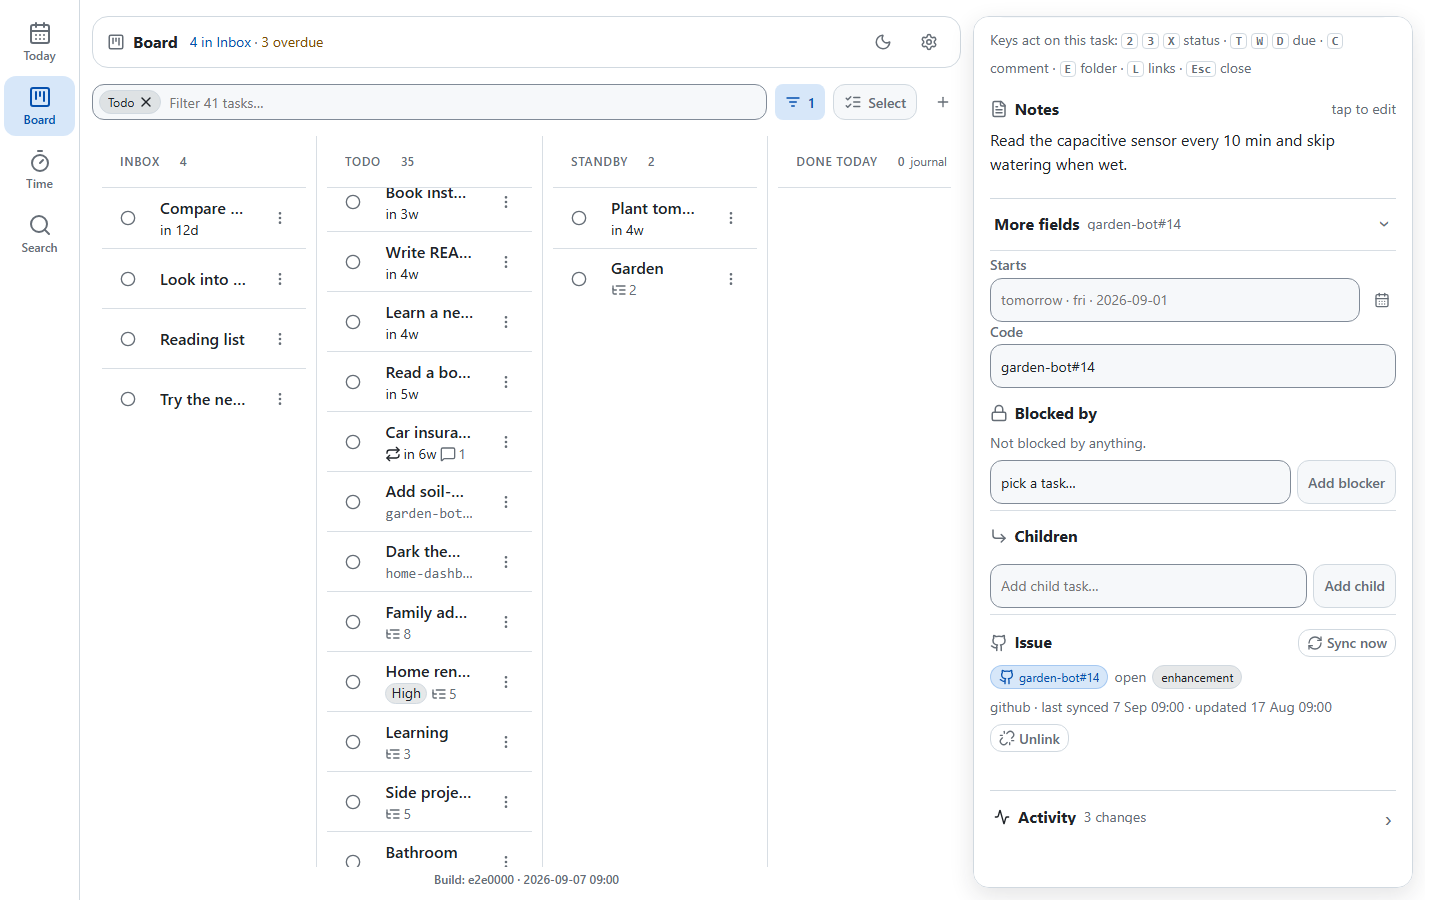 Today
Board
Time
Search
Board 4 in Inbox · 3 overdue
Todo Filter 41 tasks...
1
Select
INBOX 4
Compare ...
in 12d
Look into ...
Reading list
Try the ne...
TODO 35
Book inst...
in 3w
Write REA...
in 4w
Learn a ne...
in 4w
Read a bo...
in 5w
Car insura...
in 6w 1
Add soil-...
garden-bot...
Dark the...
home-dashb...
Family ad...
8
Home ren...
High 5
Learning
3
Side proje...
5
Bathroom
STANDBY 2
Plant tom...
in 4w
Garden
2
DONE TODAY 0 journal
Build: e2e0000 · 2026-09-07 09:00
Keys act on this task: 2 3 X status · T W D due · C
comment · E folder · L links · Esc close
Notes tap to edit
Read the capacitive sensor every 10 min and skip
watering when wet.
More fields garden-bot#14
Starts
tomorrow · fri · 2026-09-01
Code
garden-bot#14
Blocked by
Not blocked by anything.
pick a task... Add blocker
Children
Add child task... Add child
Issue Sync now
garden-bot#14 open enhancement
github · last synced 7 Sep 09:00 · updated 17 Aug 09:00
Unlink
Activity 3 changes